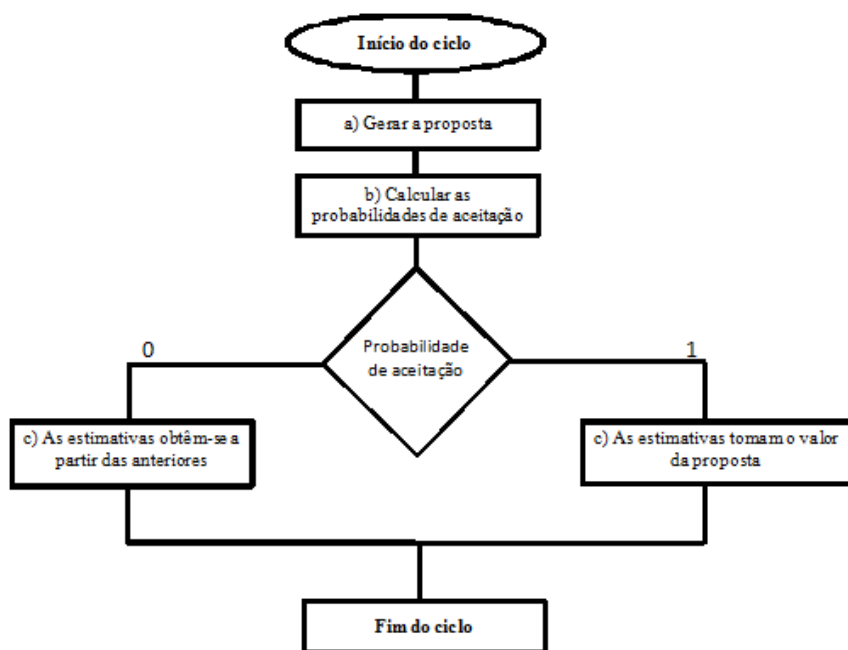 Início do ciclo
a) Gerar a proposta
b) Calcular as
probabilidades de aceitação
Probabilidade
de aceitação
0
1
c) As estimativas obtêm-se a
partir das anteriores
c) As estimativas tomam o valor
da proposta
Fim do ciclo